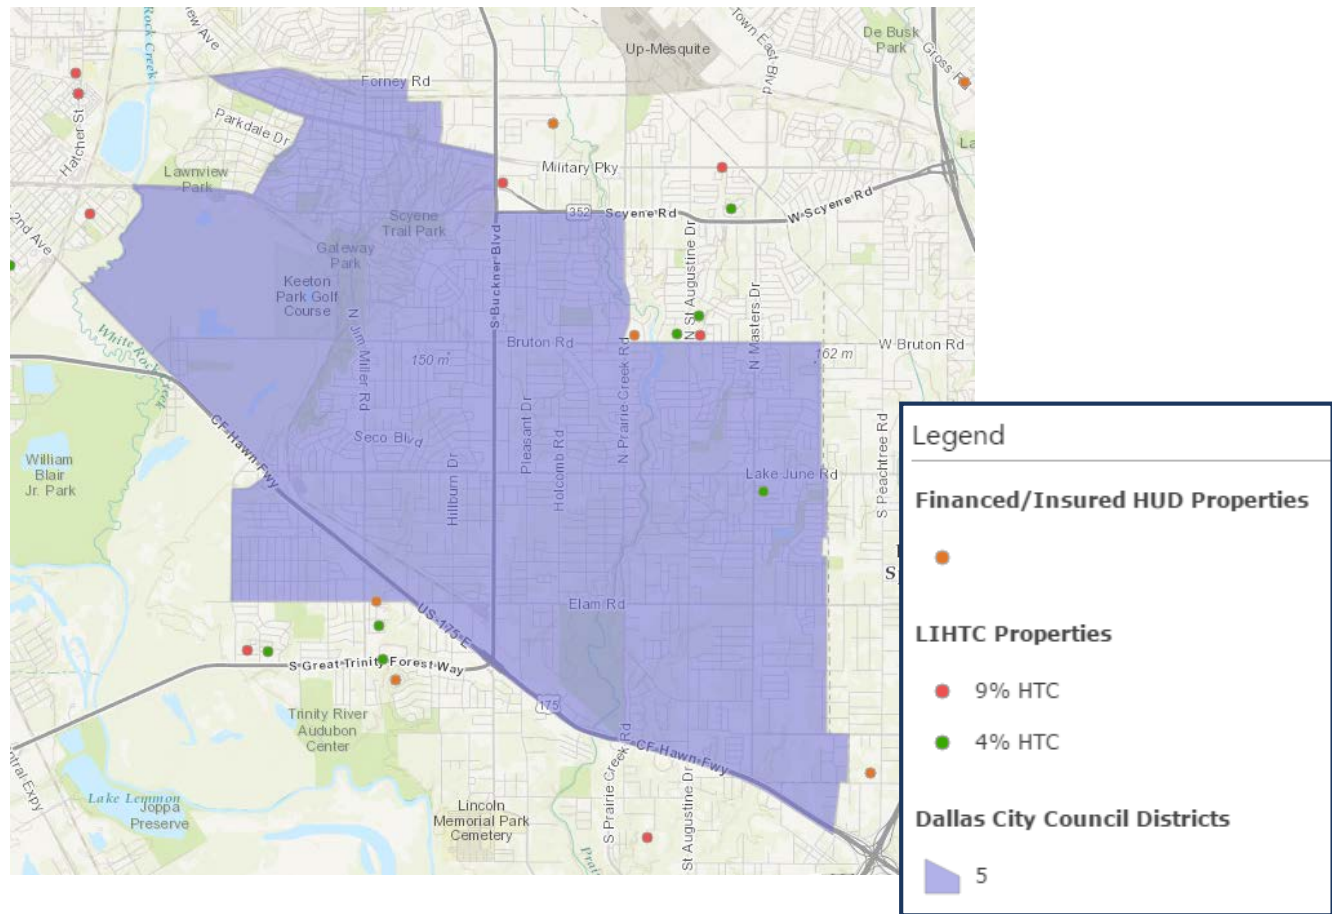 view Ave
Rock Creek
Town East Blvd
De Busk
Park
Gross
Up-Mesquite
Forney Rd
Hatcher St
Parkdale Dr
Lawnview
Park
Military Pky
La
2nd Ave
Scyene
Trail Park
352
Scyene Rd
W Scyene Rd
Gateway
Park
Keeton
Park Golf
Course
S Buckner Blvd
N St Augustine Dr
N Masters Dr
White Rock
Creek
N Jim Miller Rd
150 m
Bruton Rd
N Prairie Creek Rd
162 m
W Bruton Rd
CF Hawn Fwy
Seco Blvd
Pleasant Dr
Holcomb Rd
Hillburn Dr
Lake June Rd
S Peachtree Rd
William
Blair
Jr. Park
S
Elam Rd
US-175 E
S Great Trinity Forest Way
175
Trinity River
Audubon
Center
CF Hawn Fwy
S Prairie Creek Rd
St Augustine Dr
ntral Expy
Lake Lemmon
Joppa
Preserve
Lincoln
Memorial Park
Cemetery
Prai
Legend
Financed/Insured HUD Properties
LIHTC Properties
9% HTC
4% HTC
Dallas City Council Districts
5